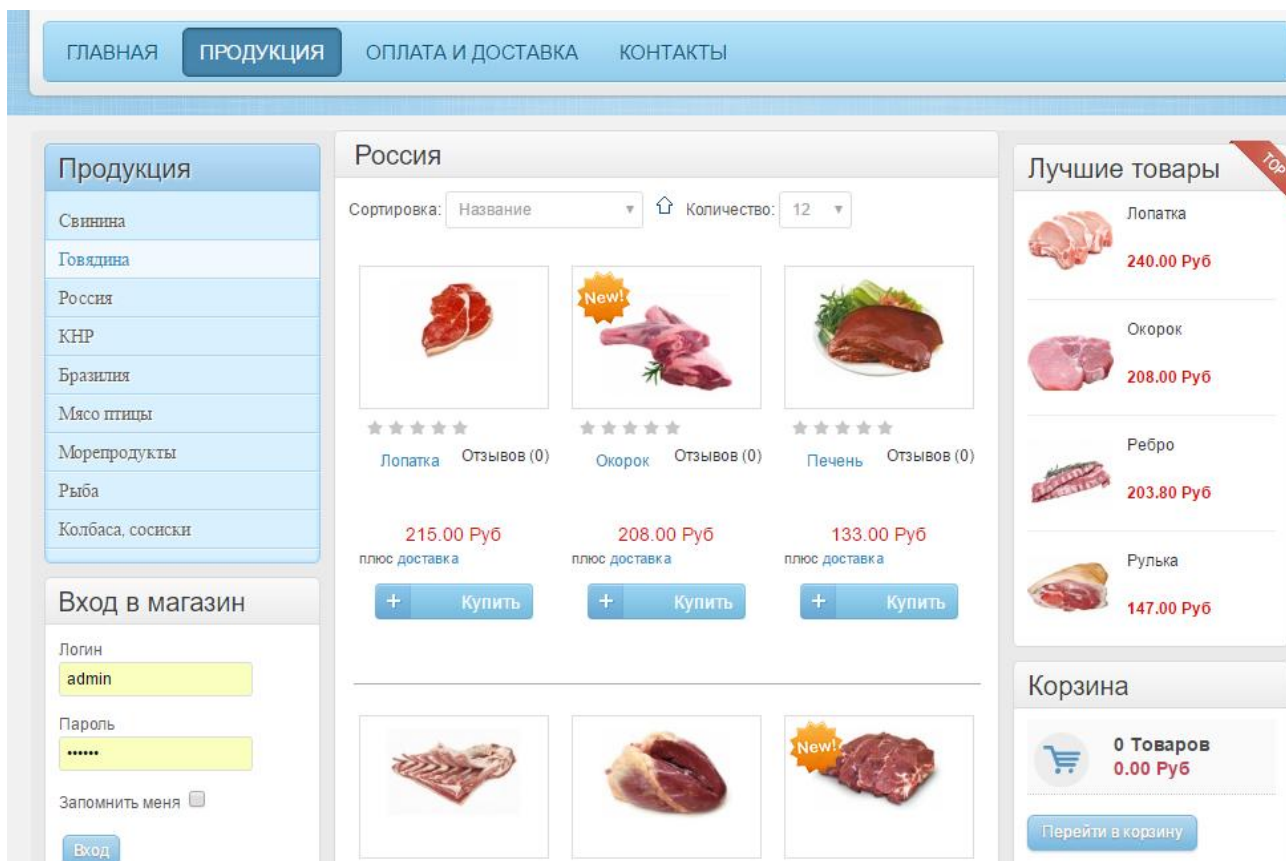 ГЛАВНАЯ ПРОДУКЦИЯ ОПЛАТА И ДОСТАВКА КОНТАКТЫ
Продукция
Свинина
Говядина
Россия
КНР
Бразилия
Мясо птицы
Морепродукты
Рыба
Колбаса, сосиски
Вход в магазин
Логин
admin
Пароль
••••••
Запомнить меня
Вход
Россия
Сортировка: Название Количество: 12
New!
Лопатка Отзывов (0) Окорок Отзывов (0) Печень Отзывов (0)
215.00 Руб 208.00 Руб 133.00 Руб
плюс доставка плюс доставка плюс доставка
+ Купить + Купить + Купить
New!
Лучшие товары TOP
Лопатка
240.00 Руб
Окорок
208.00 Руб
Ребро
203.80 Руб
Рулька
147.00 Руб
Корзина
0 Товаров
0.00 Руб
Перейти в корзину